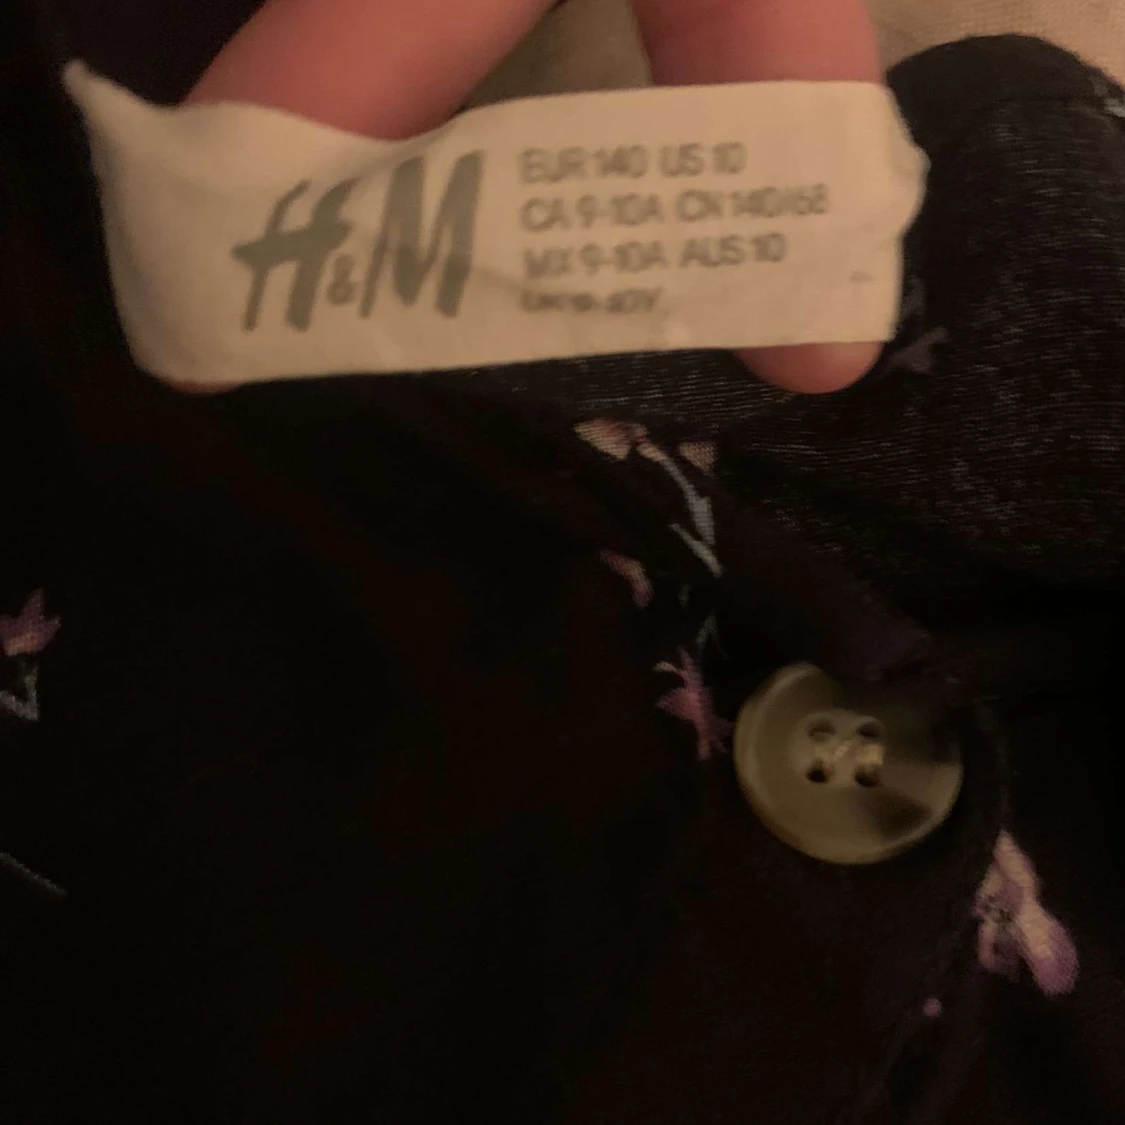 H&M
EUR 140 US 10
CA 9-10A CN 140/68
MX 9-10A AUS 10